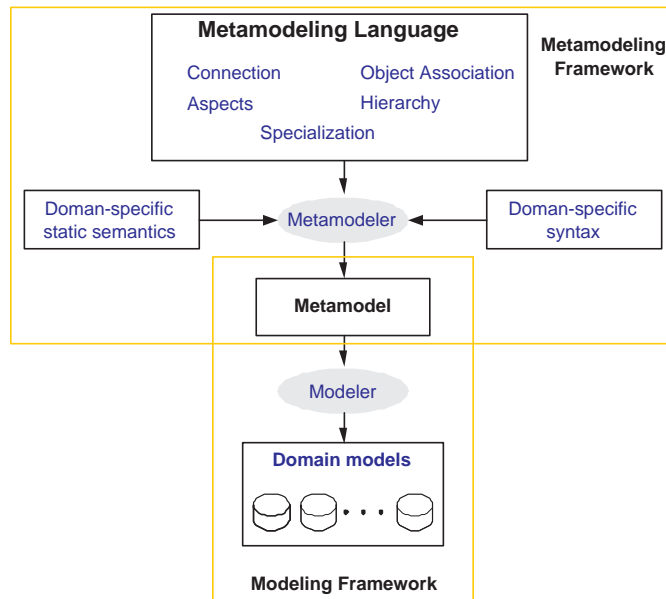 Metamodeling Language
Metamodeling
Framework
Connection
Object Association
Aspects
Hierarchy
Specialization
Doman-specific
static semantics
Metamodeler
Doman-specific
syntax
Metamodel
Modeler
Domain models
Modeling Framework